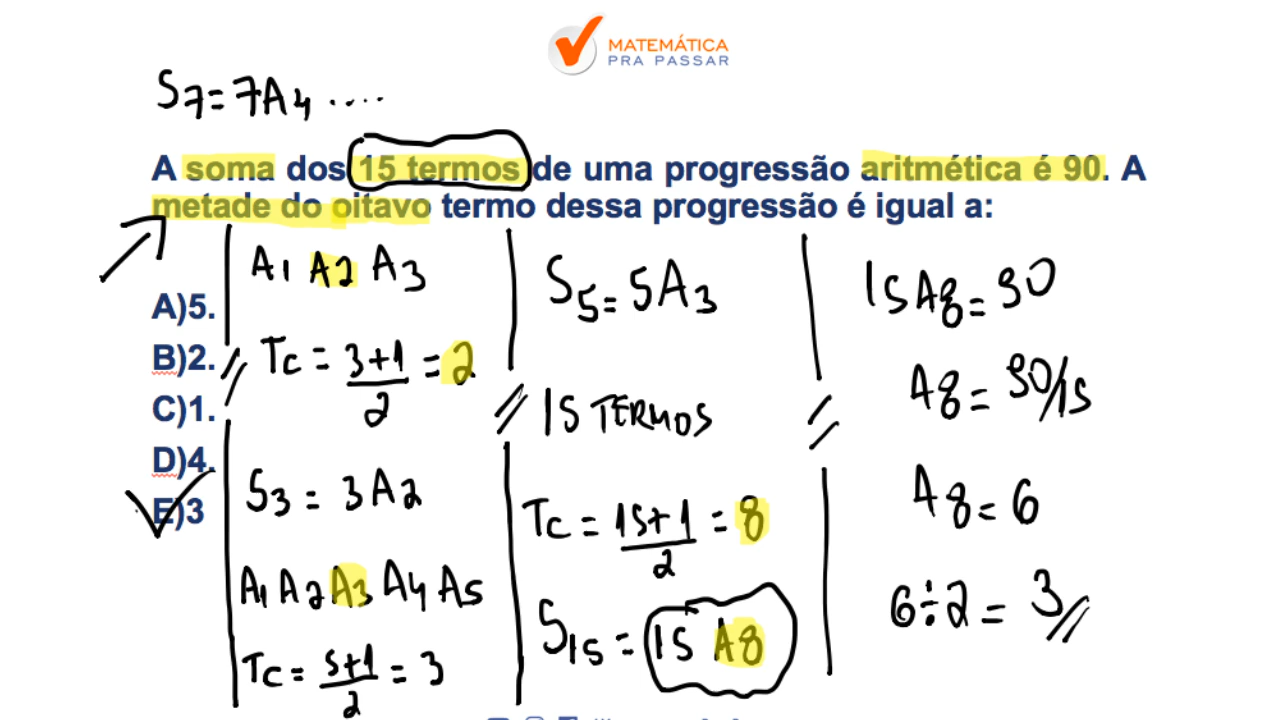 MATEMÁTICA
PRA PASSAR
S7=7A4 ....
A soma dos 15 termos de uma progressão aritmética é 90. A
metade do oitavo termo dessa progressão é igual a:
A)5.
B)2.
C)1.
D)4.
E)3
A1 A2 A3
Tc = 3+1/2 = 2
S3 = 3A2
A1 A2 A3 A4 A5
Tc = 5+1/2 = 3
S5 = 5A3
15 TERMOS
Tc = 15+1/2 = 8
S15 = 15 A8
15A8 = 90
A8 = 90/15
A8 = 6
6÷2 = 3//